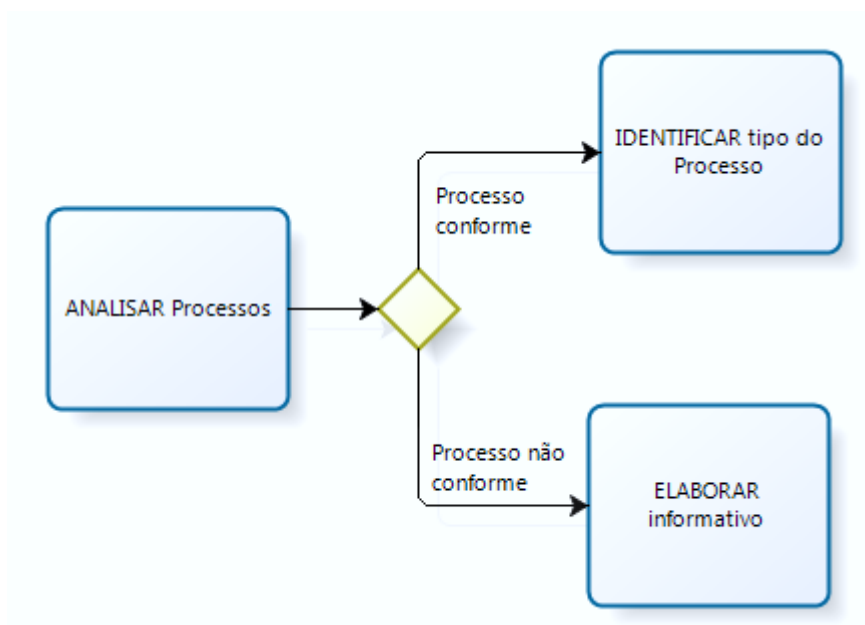 IDENTIFICAR tipo do
Processo
Processo
conforme
ANALISAR Processos
Processo não
conforme
ELABORAR
informativo